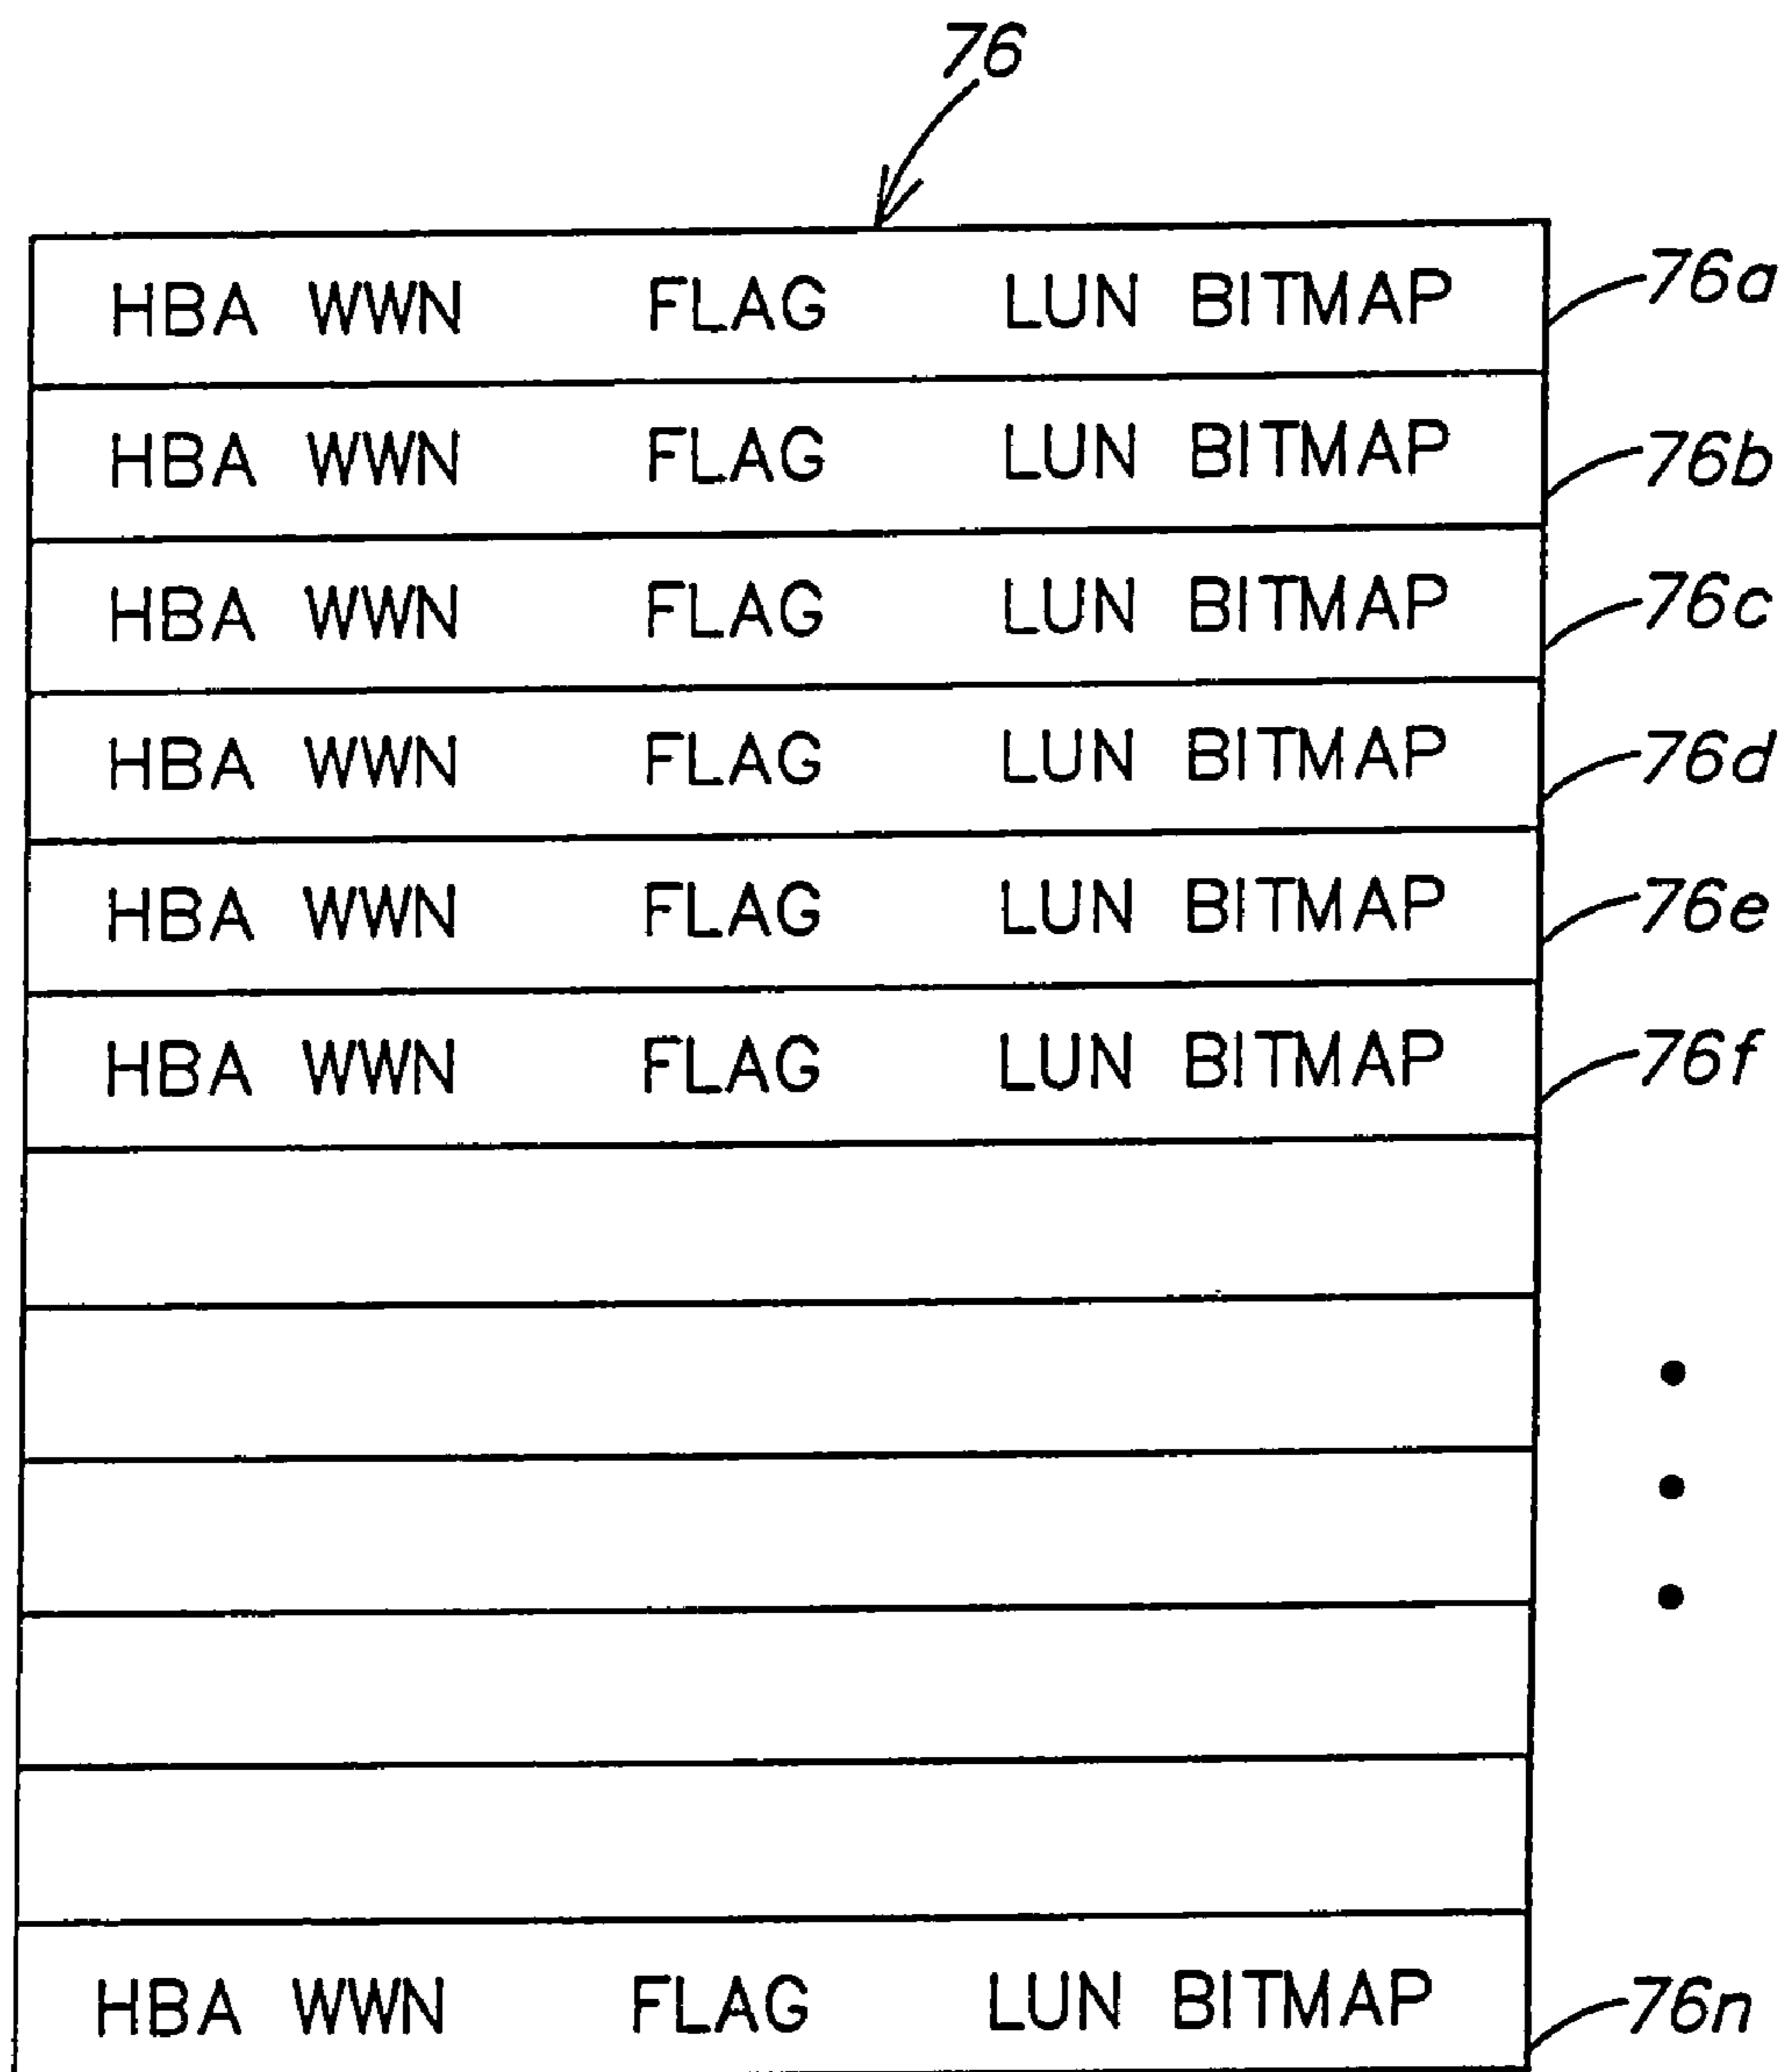 76
HBA WWN FLAG LUN BITMAP 76a
HBA WWN FLAG LUN BITMAP 76b
HBA WWN FLAG LUN BITMAP 76c
HBA WWN FLAG LUN BITMAP 76d
HBA WWN FLAG LUN BITMAP 76e
HBA WWN FLAG LUN BITMAP 76f
HBA WWN FLAG LUN BITMAP 76n